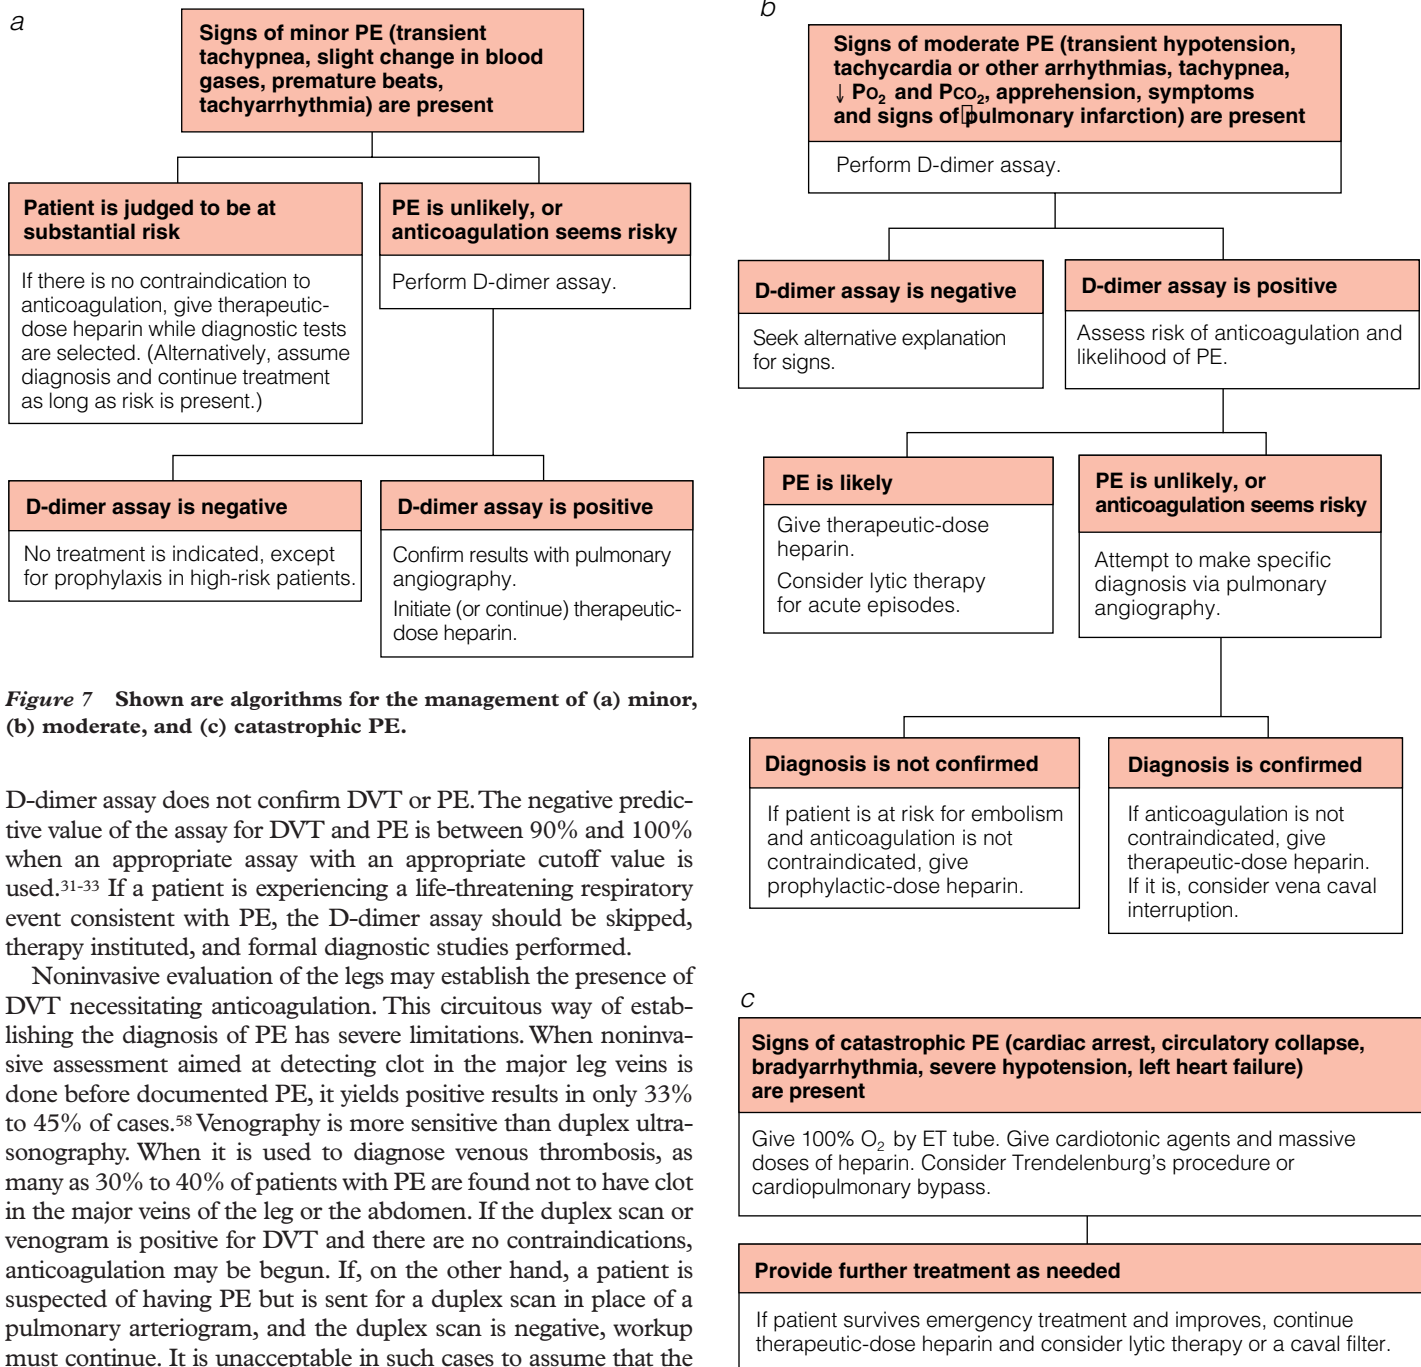 a
Signs of minor PE (transient
tachypnea, slight change in blood
gases, premature beats,
tachyarrhythmia) are present
Patient is judged to be at
substantial risk
If there is no contraindication to
anticoagulation, give therapeutic-
dose heparin while diagnostic tests
are selected. (Alternatively, assume
diagnosis and continue treatment
as long as risk is present.)
PE is unlikely, or
anticoagulation seems risky
Perform D-dimer assay.
D-dimer assay is negative
No treatment is indicated, except
for prophylaxis in high-risk patients.
D-dimer assay is positive
Confirm results with pulmonary
angiography.
Initiate (or continue) therapeutic-
dose heparin.
Figure 7 Shown are algorithms for the management of (a) minor,
(b) moderate, and (c) catastrophic PE.
D-dimer assay does not confirm DVT or PE. The negative predic-
tive value of the assay for DVT and PE is between 90% and 100%
when an appropriate assay with an appropriate cutoff value is
used.31-33 If a patient is experiencing a life-threatening respiratory
event consistent with PE, the D-dimer assay should be skipped,
therapy instituted, and formal diagnostic studies performed.
Noninvasive evaluation of the legs may establish the presence of
DVT necessitating anticoagulation. This circuitous way of estab-
lishing the diagnosis of PE has severe limitations. When noninva-
sive assessment aimed at detecting clot in the major leg veins is
done before documented PE, it yields positive results in only 33%
to 45% of cases.58 Venography is more sensitive than duplex ultra-
sonography. When it is used to diagnose venous thrombosis, as
many as 30% to 40% of patients with PE are found not to have clot
in the major veins of the leg or the abdomen. If the duplex scan or
venogram is positive for DVT and there are no contraindications,
anticoagulation may be begun. If, on the other hand, a patient is
suspected of having PE but is sent for a duplex scan in place of a
pulmonary arteriogram, and the duplex scan is negative, workup
must continue. It is unacceptable in such cases to assume that the
b
Signs of moderate PE (transient hypotension,
tachycardia or other arrhythmias, tachypnea,
↓ PO2 and PCO2, apprehension, symptoms
and signs of pulmonary infarction) are present
Perform D-dimer assay.
D-dimer assay is negative
Seek alternative explanation
for signs.
D-dimer assay is positive
Assess risk of anticoagulation and
likelihood of PE.
PE is likely
Give therapeutic-dose
heparin.
Consider lytic therapy
for acute episodes.
PE is unlikely, or
anticoagulation seems risky
Attempt to make specific
diagnosis via pulmonary
angiography.
Diagnosis is not confirmed
If patient is at risk for embolism
and anticoagulation is not
contraindicated, give
prophylactic-dose heparin.
Diagnosis is confirmed
If anticoagulation is not
contraindicated, give
therapeutic-dose heparin.
If it is, consider vena caval
interruption.
c
Signs of catastrophic PE (cardiac arrest, circulatory collapse,
bradyarrhythmia, severe hypotension, left heart failure)
are present
Give 100% O2 by ET tube. Give cardiotonic agents and massive
doses of heparin. Consider Trendelenburg's procedure or
cardiopulmonary bypass.
Provide further treatment as needed
If patient survives emergency treatment and improves, continue
therapeutic-dose heparin and consider lytic therapy or a caval filter.